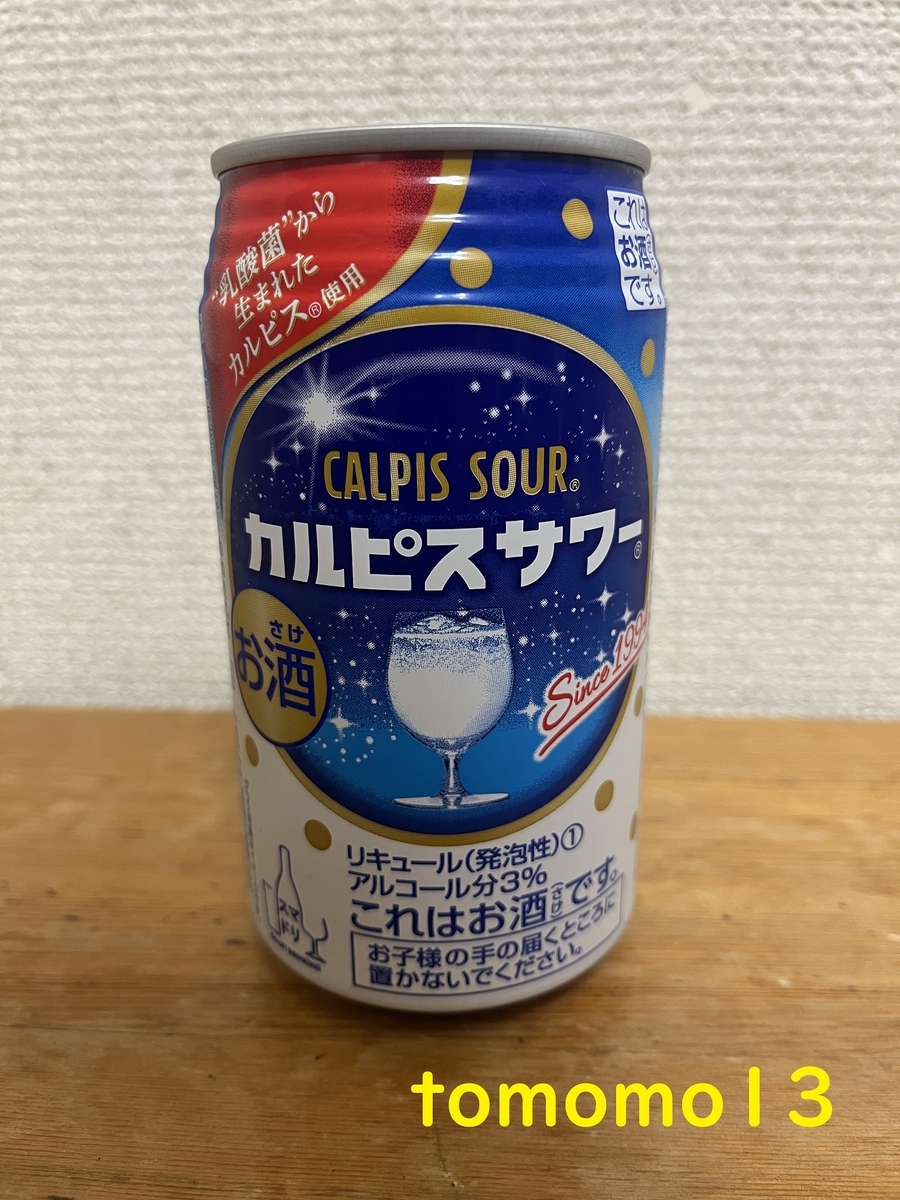 “乳酸菌”から
生まれた
カルピス®使用
これは
お酒
です。
CALPIS SOUR®
カルピスサワー®
さけ
お酒
Since 199
リキュール(発泡性)①
アルコール分3%
これはお酒です。
さけ
お子様の手の届くところに
置かないでください。
スマ
ドリ
tomomo13